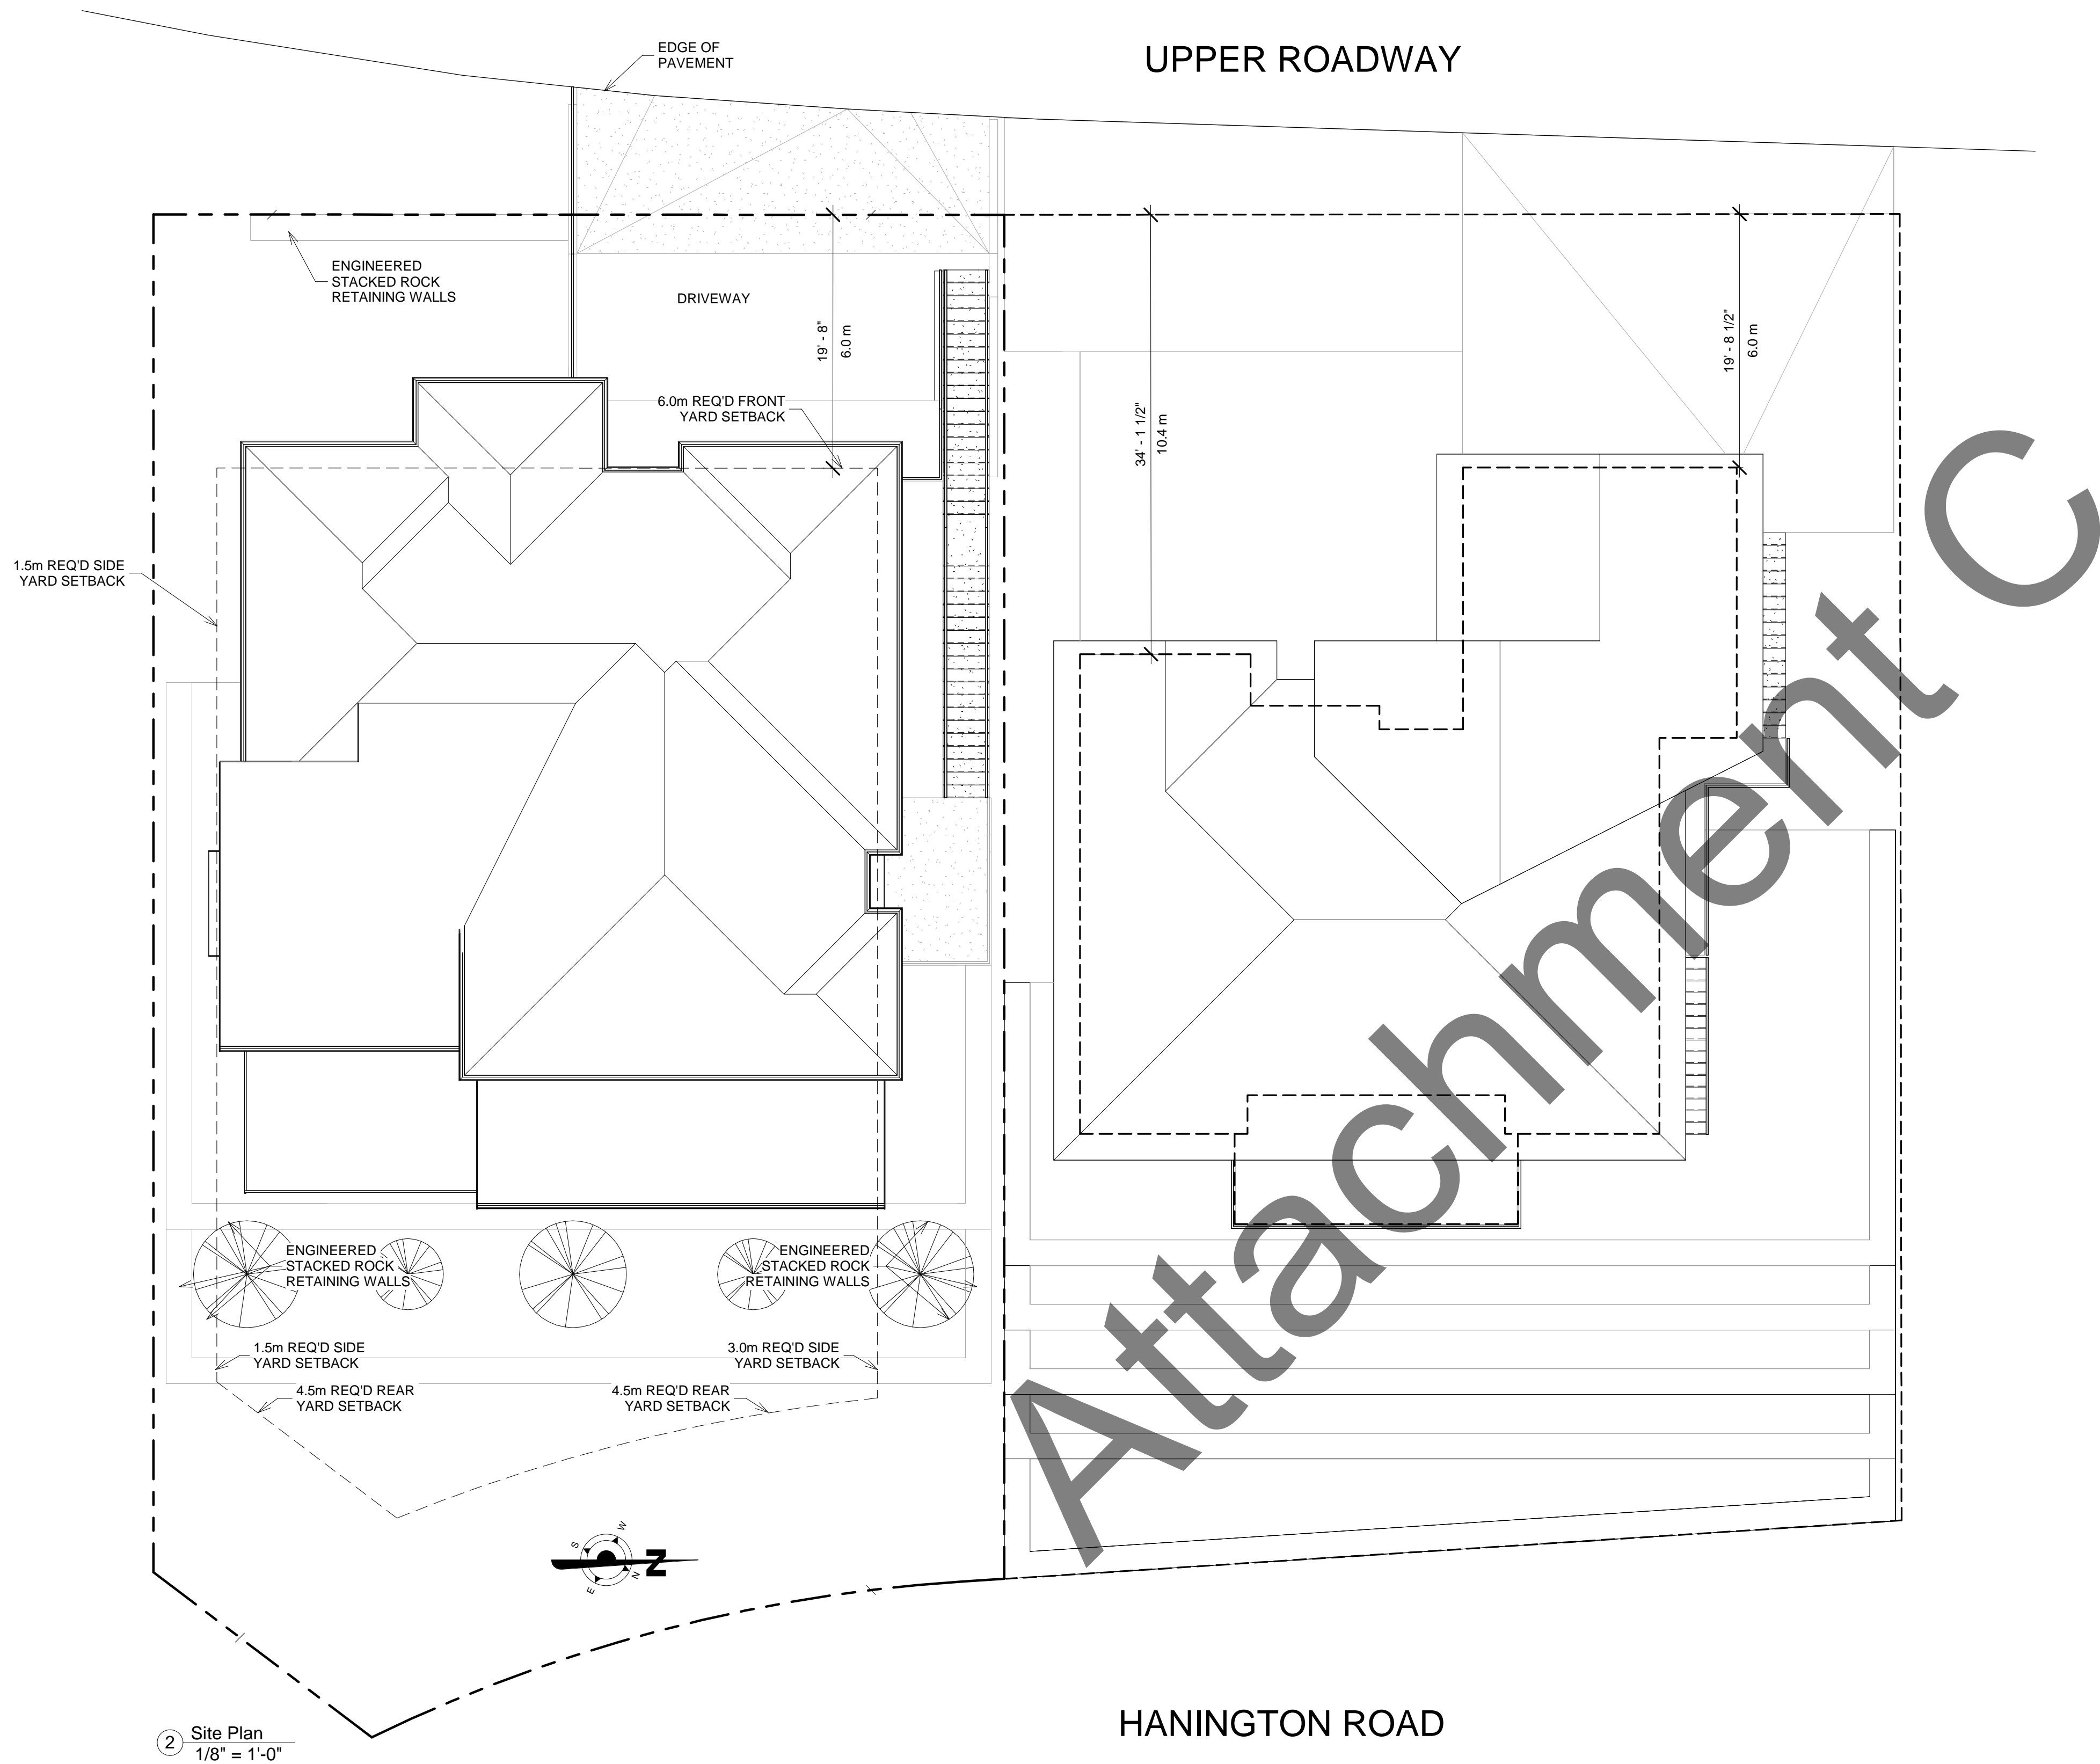 EDGE OF
PAVEMENT
UPPER ROADWAY
ENGINEERED
STACKED ROCK
RETAINING WALLS
DRIVEWAY
19' - 8"
6.0 m
19' - 8 1/2"
6.0 m
6.0m REQ'D FRONT
YARD SETBACK
34' - 1 1/2"
10.4 m
1.5m REQ'D SIDE
YARD SETBACK
Attachment C
ENGINEERED
STACKED ROCK
RETAINING WALLS
ENGINEERED
STACKED ROCK
RETAINING WALLS
1.5m REQ'D SIDE
YARD SETBACK
3.0m REQ'D SIDE
YARD SETBACK
4.5m REQ'D REAR
YARD SETBACK
4.5m REQ'D REAR
YARD SETBACK
S
W
N
E
N
HANINGTON ROAD
2
Site Plan
1/8" = 1'-0"